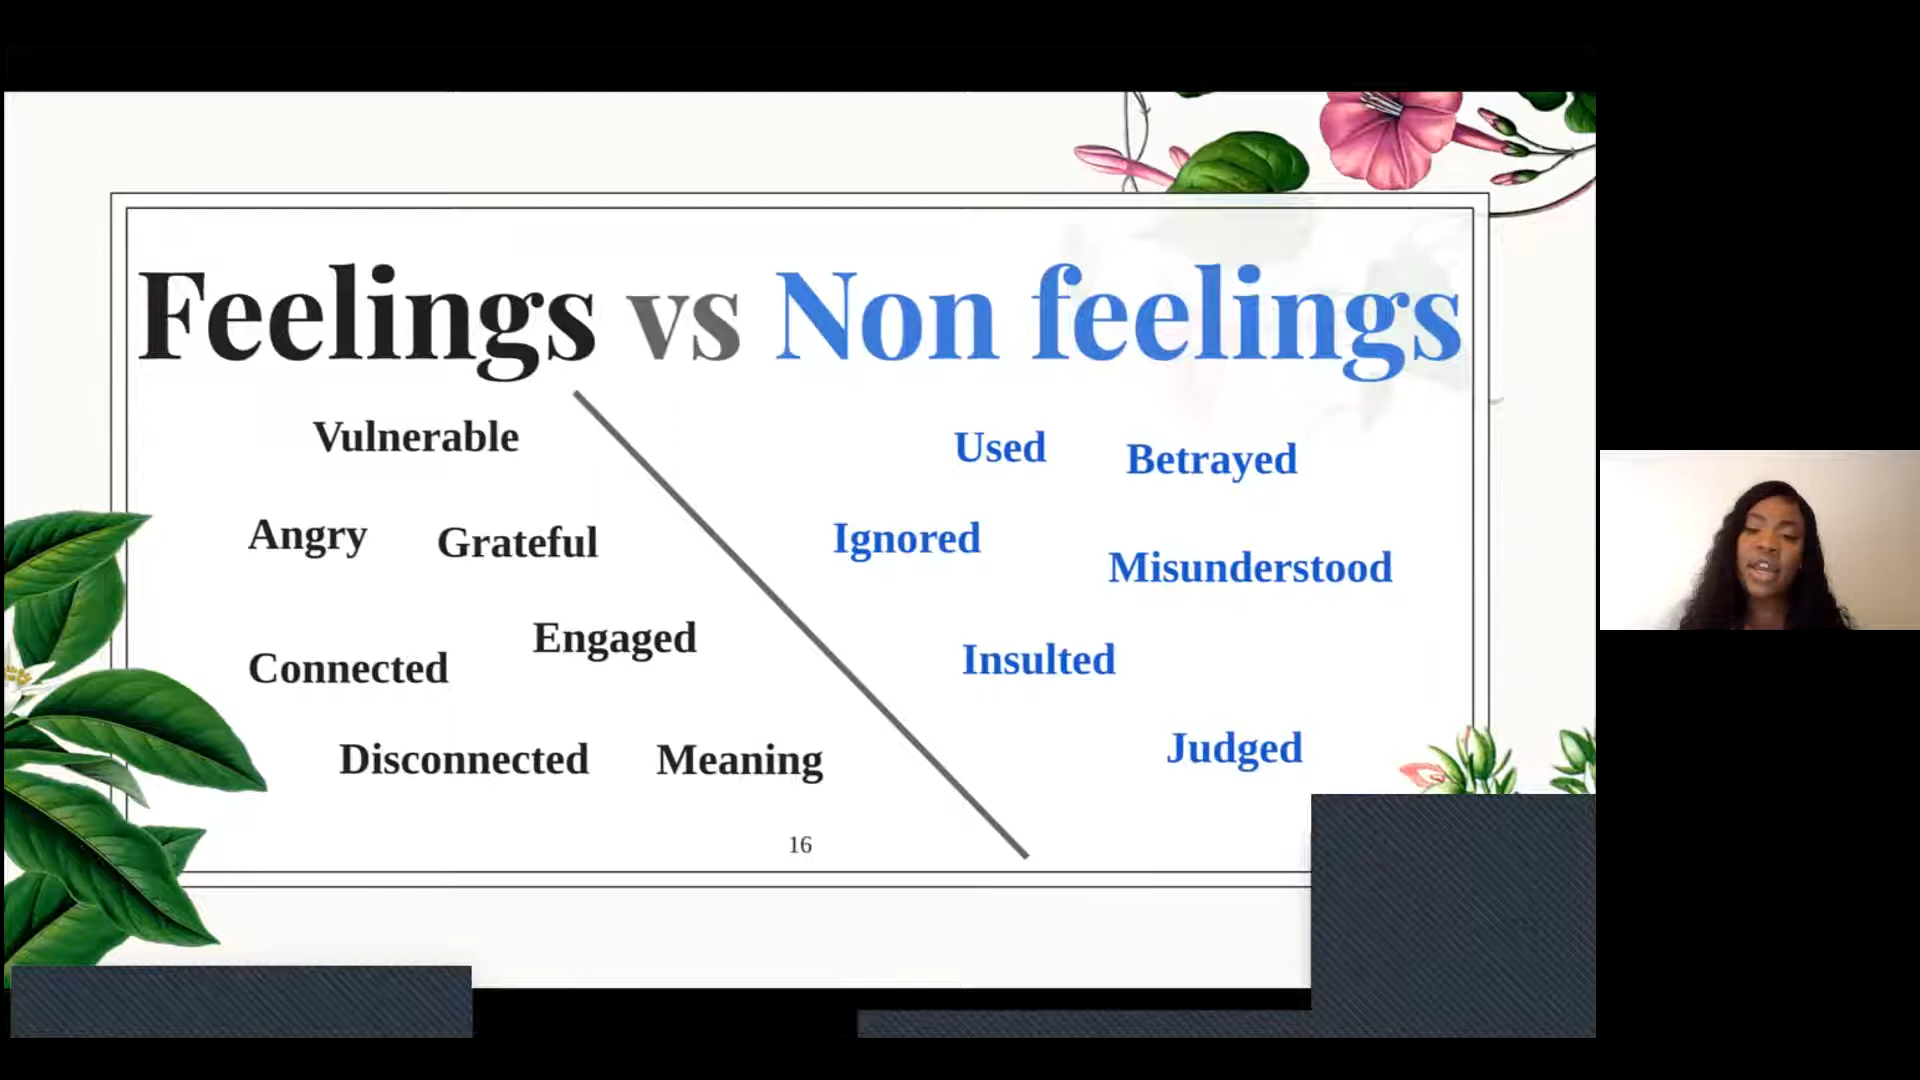 Feelings vs Non feelings
Vulnerable
Used
Betrayed
Angry
Grateful
Ignored
Misunderstood
Connected
Engaged
Insulted
Disconnected
Meaning
Judged
16